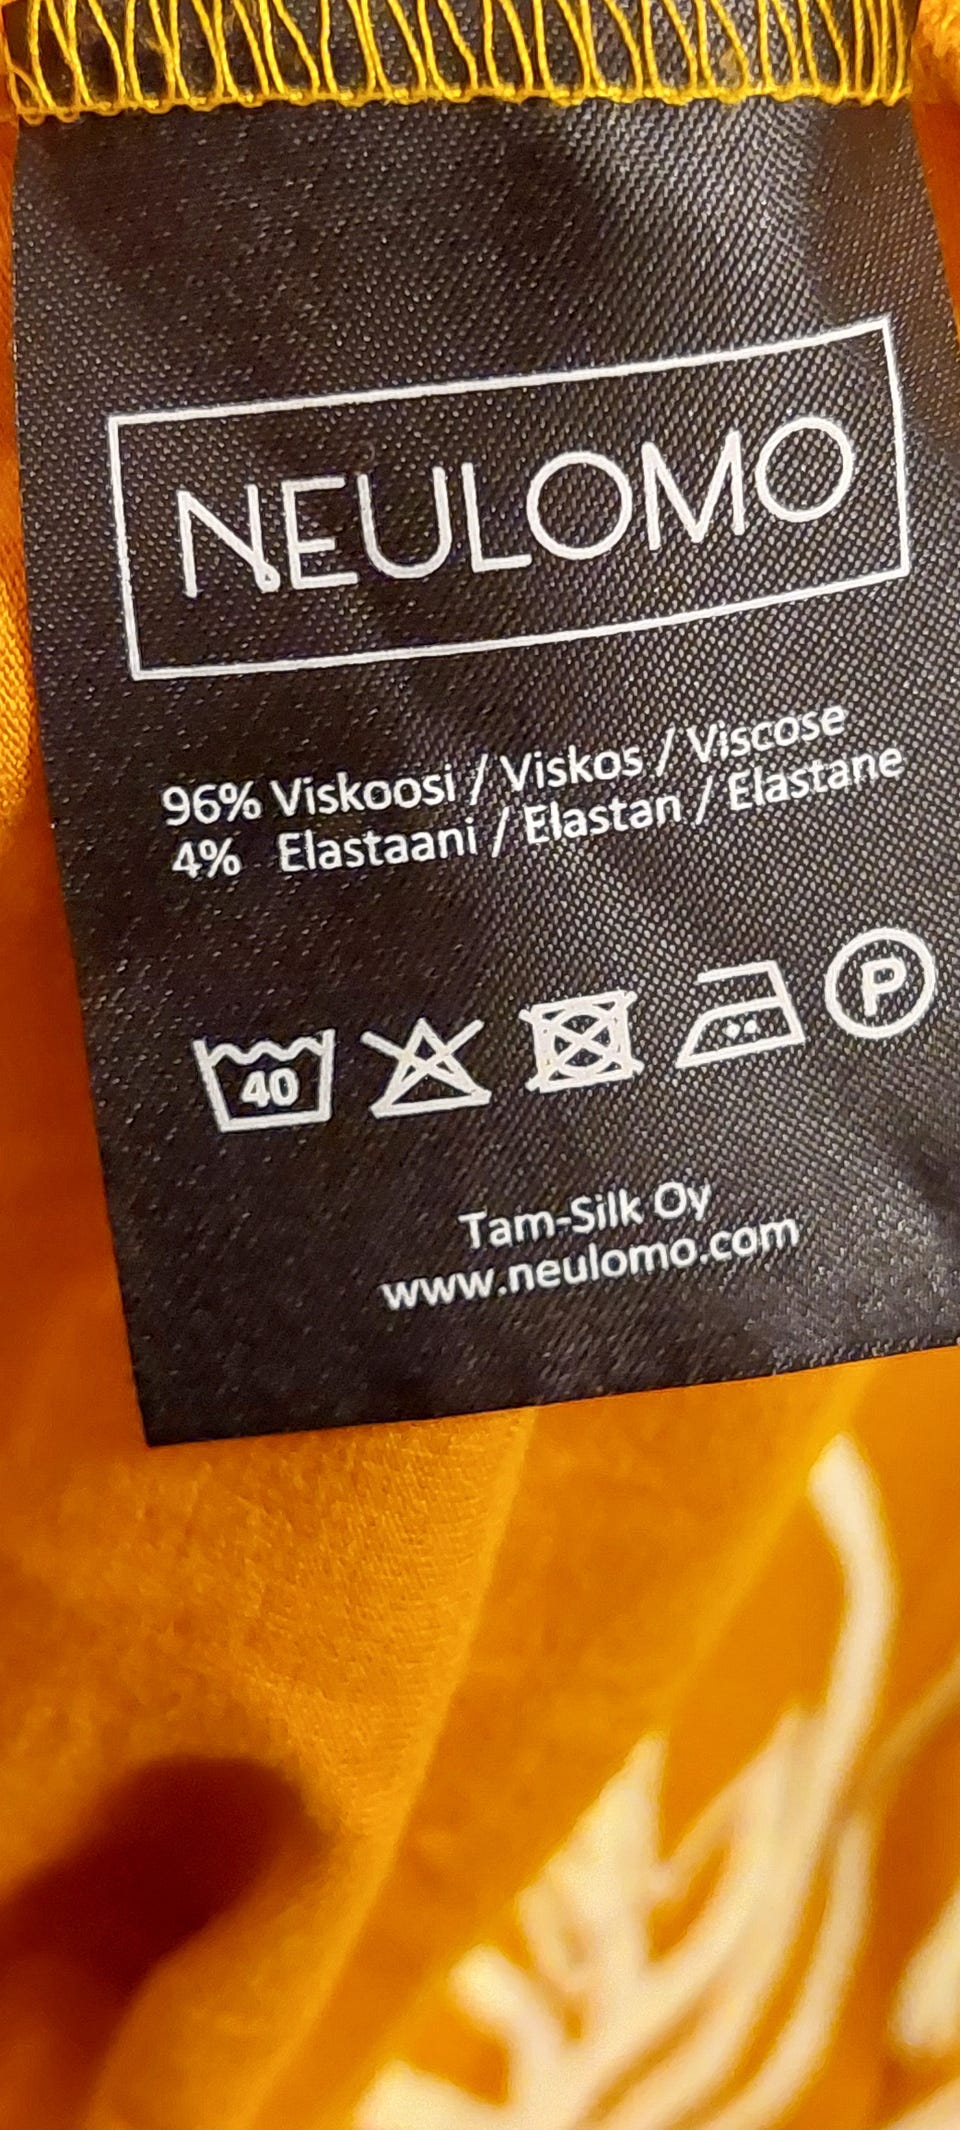 NEULOMO
96% Viskoosi / Viskos / Viscose
4% Elastaani / Elastan / Elastane
40
P
Tam-Silk Oy
www.neulomo.com